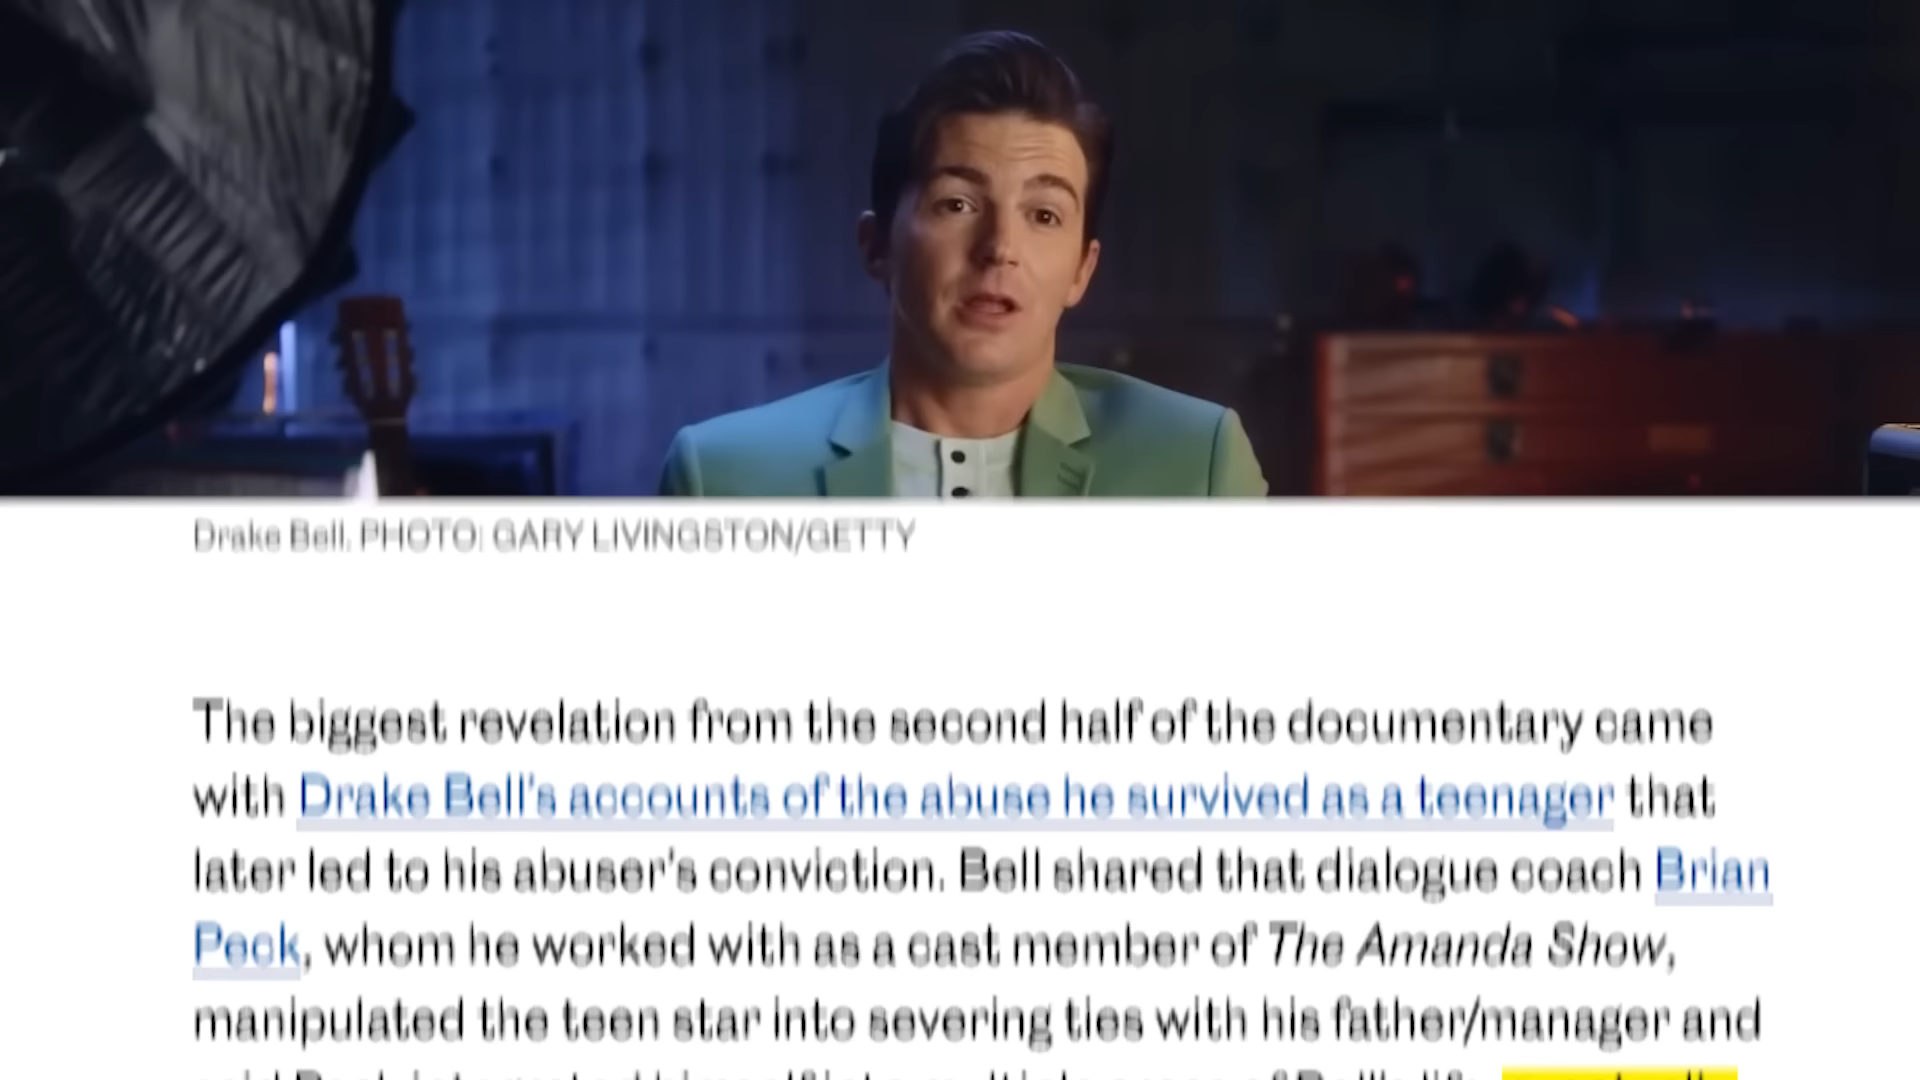 Drake Bell. PHOTO: GARY LIVINGSTON/GETTY
The biggest revelation from the second half of the documentary came
with Drake Bell's accounts of the abuse he survived as a teenager that
later led to his abuser's conviction. Bell shared that dialogue coach Brian
Peck, whom he worked with as a cast member of The Amanda Show,
manipulated the teen star into severing ties with his father/manager and